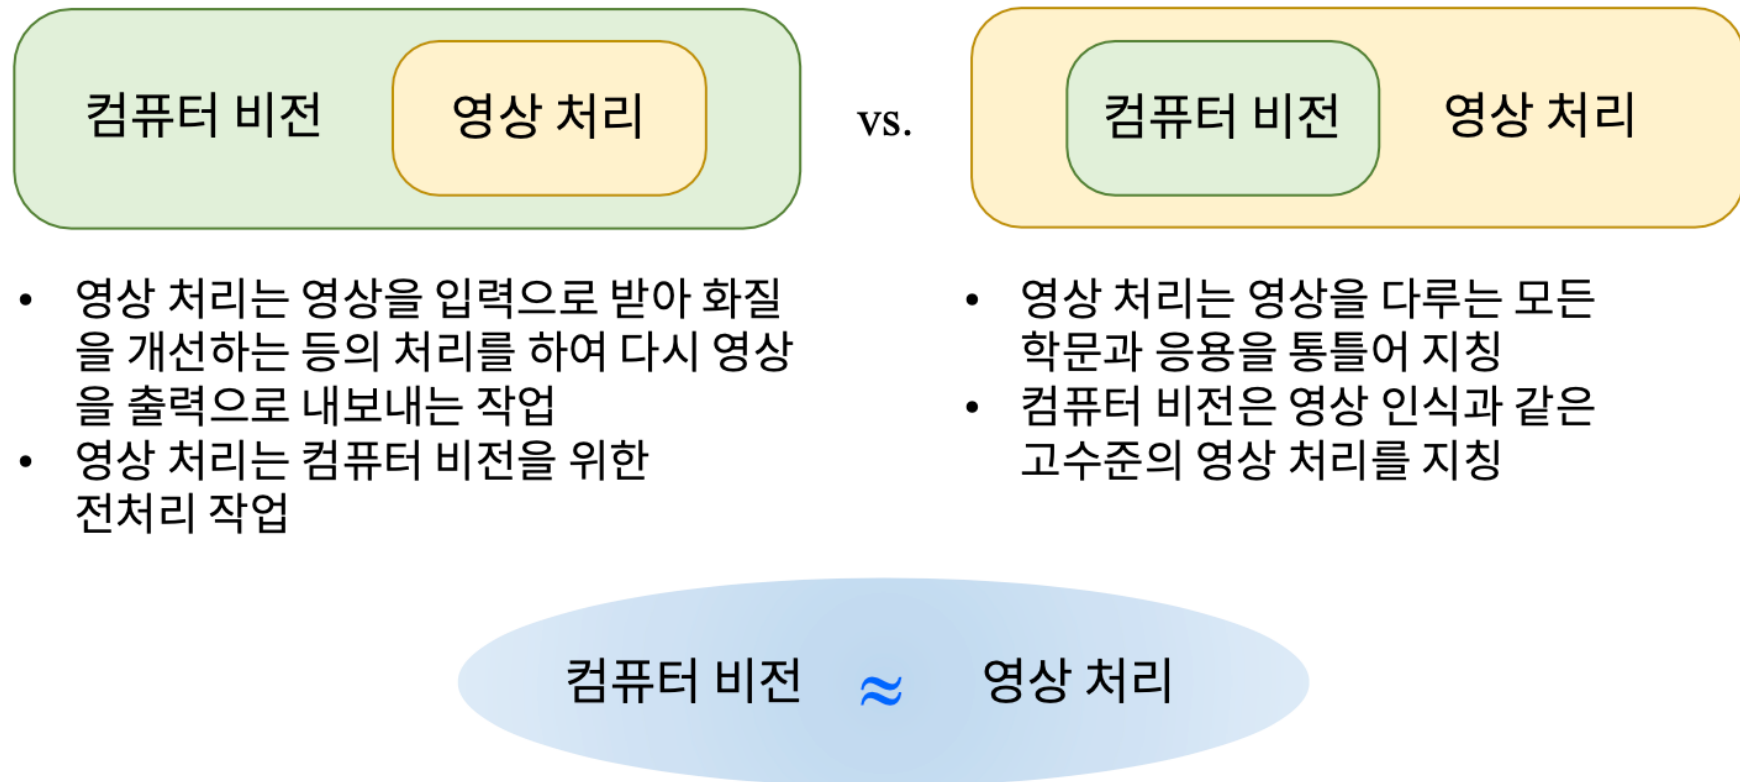 컴퓨터 비전
영상 처리
vs.
컴퓨터 비전
영상 처리
• 영상 처리는 영상을 입력으로 받아 화질
을 개선하는 등의 처리를 하여 다시 영상
을 출력으로 내보내는 작업
• 영상 처리는 컴퓨터 비전을 위한
전처리 작업
• 영상 처리는 영상을 다루는 모든
학문과 응용을 통틀어 지칭
• 컴퓨터 비전은 영상 인식과 같은
고수준의 영상 처리를 지칭
컴퓨터 비전 ≈ 영상 처리